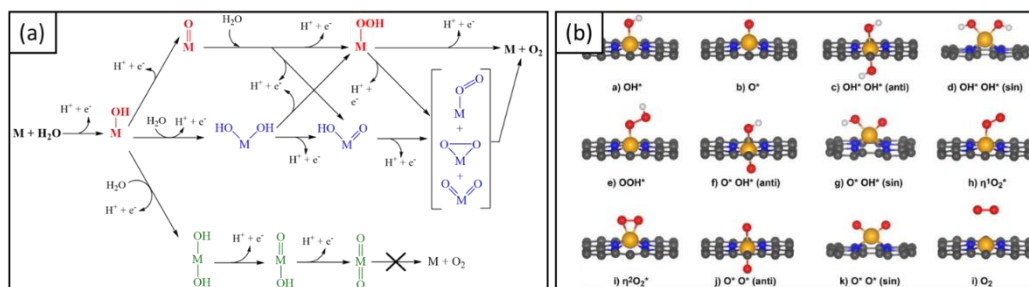 (a)
O
M
H₂O
H⁺ + e⁻
OOH
M
H⁺ + e⁻
M + O₂
H⁺ + e⁻
H⁺ + e⁻
H⁺ + e⁻
H⁺ + e⁻
O
O
M
+
M + H₂O
H⁺ + e⁻
OH
M
H₂O
H⁺ + e⁻
HO
OH
M
H⁺ + e⁻
HO
O
M
H⁺ + e⁻
O
O
M
+
O
O
M
H₂O
H⁺ + e⁻
OH
M
OH
H⁺ + e⁻
O
M
OH
H⁺ + e⁻
O
M
O
M + O₂
(b)
a) OH*
b) O*
c) OH* OH* (anti)
d) OH* OH* (sin)
e) OOH*
f) O* OH* (anti)
g) O* OH* (sin)
h) η¹O₂*
i) η²O₂*
j) O* O* (anti)
k) O* O* (sin)
i) O₂